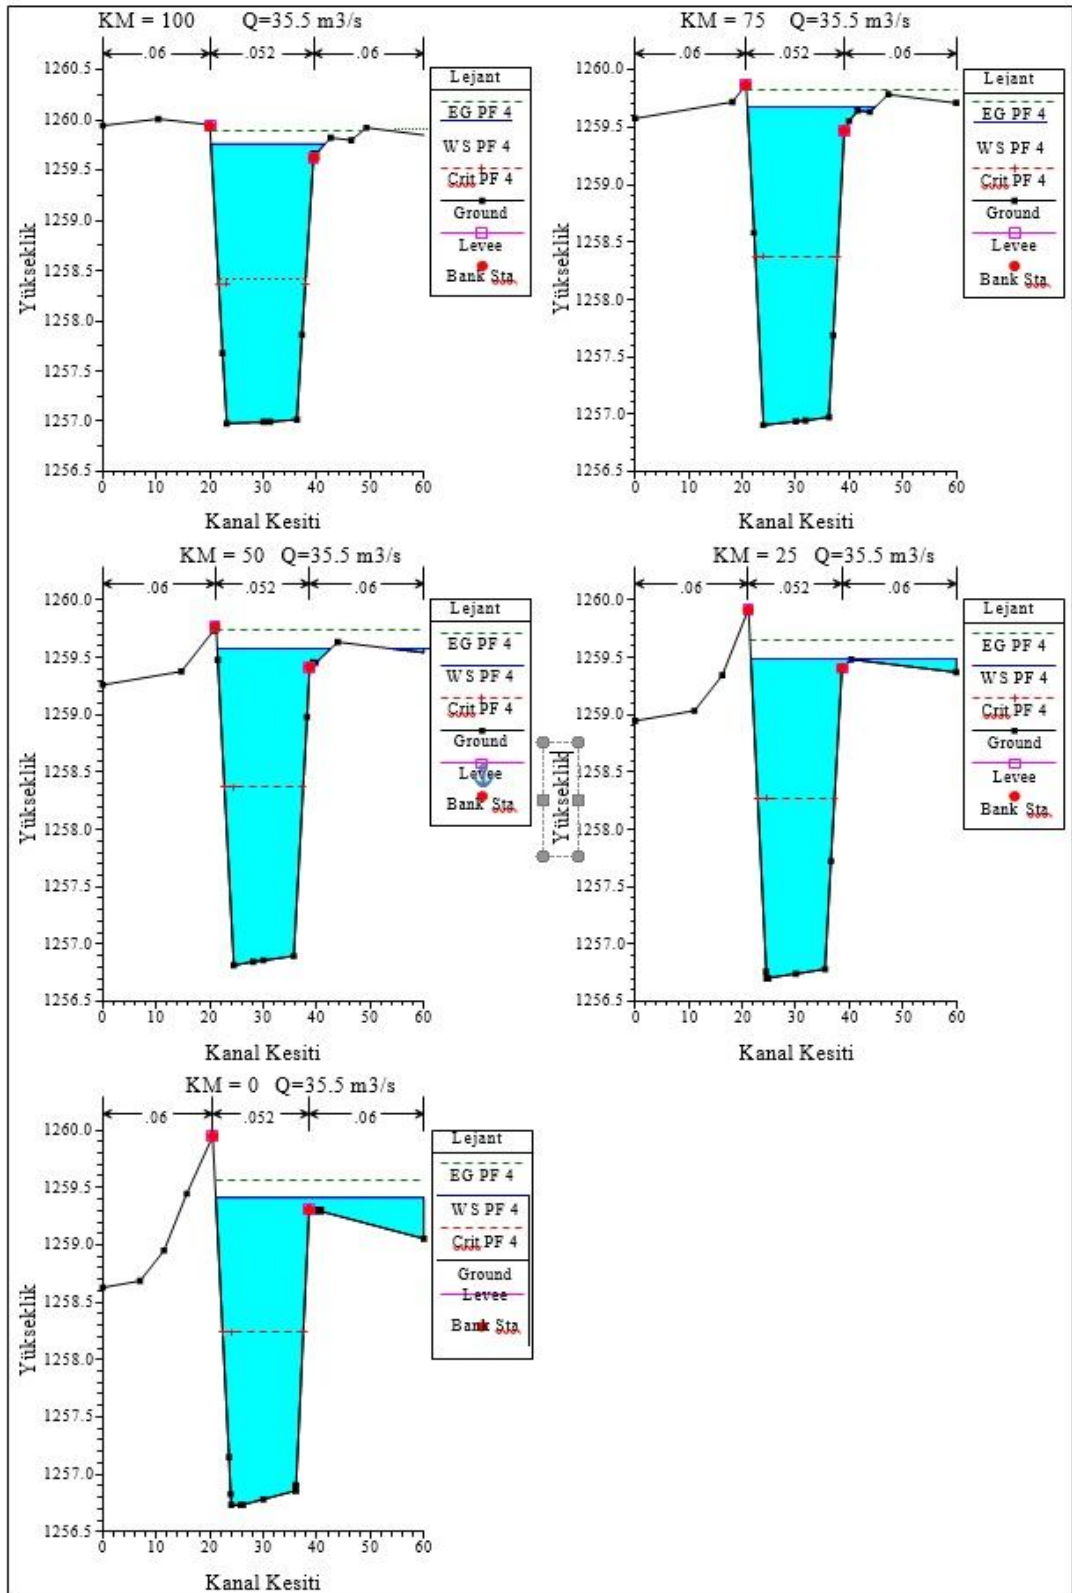 KM = 100 Q=35.5 m3/s
.06 .052 .06
1260.5
1260.0
1259.5
1259.0
1258.5
1258.0
1257.5
1257.0
1256.5
0 10 20 30 40 50 60
Yükseklik
Kanal Kesiti
Lejant
EG PF 4
WS PF 4
Crit PF 4
Ground
Levee
Bank Sta
KM = 75 Q=35.5 m3/s
.06 .052 .06
1260.0
1259.5
1259.0
1258.5
1258.0
1257.5
1257.0
1256.5
0 10 20 30 40 50 60
Yükseklik
Kanal Kesiti
Lejant
EG PF 4
WS PF 4
Crit PF 4
Ground
Levee
Bank Sta
KM = 50 Q=35.5 m3/s
.06 .052 .06
1260.0
1259.5
1259.0
1258.5
1258.0
1257.5
1257.0
1256.5
0 10 20 30 40 50 60
Yükseklik
Kanal Kesiti
Lejant
EG PF 4
WS PF 4
Crit PF 4
Ground
Levee
Bank Sta
KM = 25 Q=35.5 m3/s
.06 .052 .06
1260.0
1259.5
1259.0
1258.5
1258.0
1257.5
1257.0
1256.5
0 10 20 30 40 50 60
Yükseklik
Kanal Kesiti
Lejant
EG PF 4
WS PF 4
Crit PF 4
Ground
Levee
Bank Sta
KM = 0 Q=35.5 m3/s
.06 .052 .06
1260.0
1259.5
1259.0
1258.5
1258.0
1257.5
1257.0
1256.5
0 10 20 30 40 50 60
Yükseklik
Kanal Kesiti
Lejant
EG PF 4
WS PF 4
Crit PF 4
Ground
Levee
Bank Sta